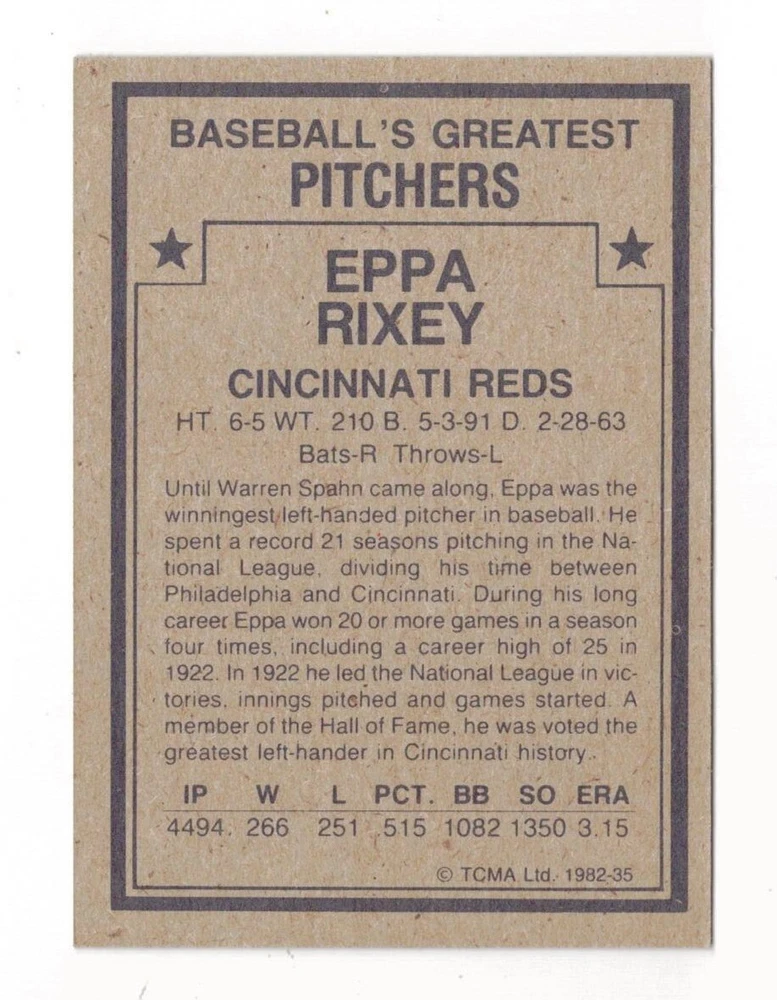 BASEBALL'S GREATEST
PITCHERS
EPPA
RIXEY
CINCINNATI REDS
HT. 6-5 WT. 210 B. 5-3-91 D. 2-28-63
Bats-R Throws-L
Until Warren Spahn came along, Eppa was the
winningest left-handed pitcher in baseball. He
spent a record 21 seasons pitching in the Na-
tional League, dividing his time between
Philadelphia and Cincinnati. During his long
career Eppa won 20 or more games in a season
four times, including a career high of 25 in
1922. In 1922 he led the National League in vic-
tories, innings pitched and games started. A
member of the Hall of Fame, he was voted the
greatest left-hander in Cincinnati history.
IP W L PCT. BB SO ERA
4494. 266 251 .515 1082 1350 3.15
© TCMA Ltd. 1982-35